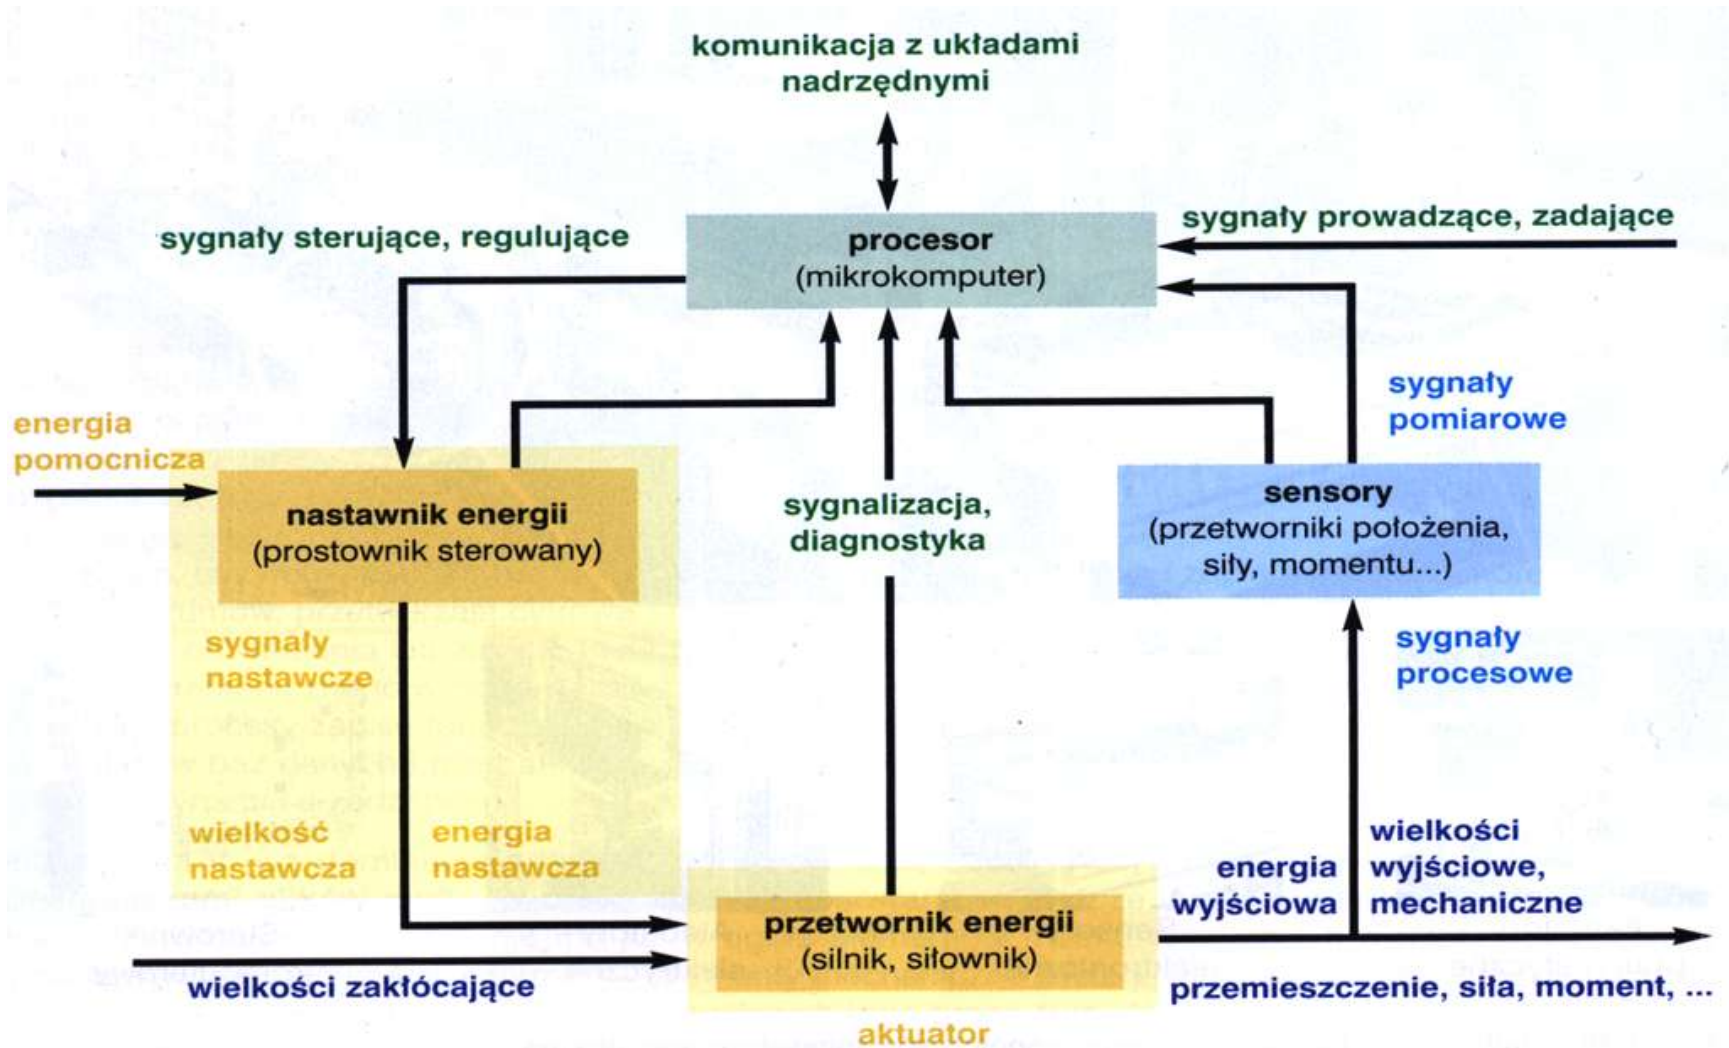 komunikacja z układami
nadrzędnymi
sygnały sterujące, regulujące
procesor
(mikrokomputer)
sygnały prowadzące, zadające
energia
pomocnicza
sygnały
pomiarowe
nastawnik energii
(prostownik sterowany)
sygnalizacja,
diagnostyka
sensory
(przetworniki położenia,
siły, momentu...)
sygnały
nastawcze
sygnały
procesowe
wielkość
nastawcza
energia
nastawcza
energia
wyjściowa
wielkości
wyjściowe,
mechaniczne
przetwornik energii
(silnik, siłownik)
wielkości zakłócające
przemieszczenie, siła, moment, ...
aktuator